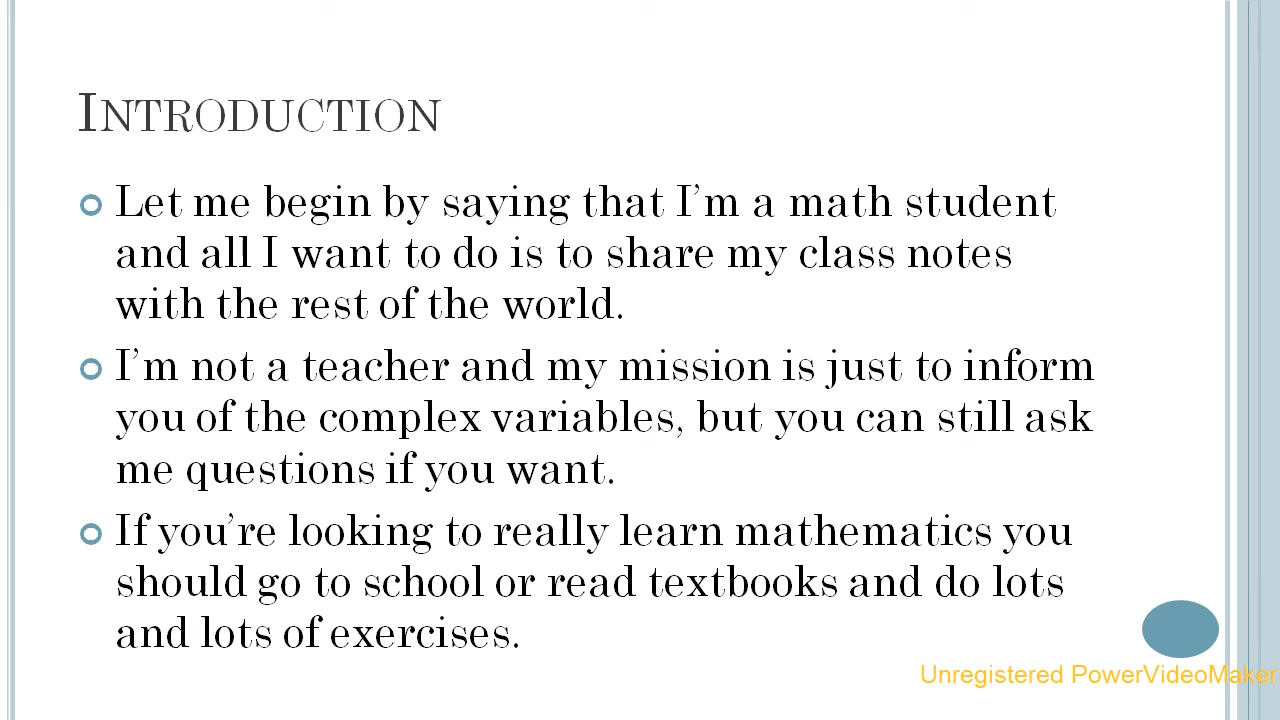 Introduction
Let me begin by saying that I'm a math student
and all I want to do is to share my class notes
with the rest of the world.
I'm not a teacher and my mission is just to inform
you of the complex variables, but you can still ask
me questions if you want.
If you're looking to really learn mathematics you
should go to school or read textbooks and do lots
and lots of exercises.
Unregistered PowerVideoMaker